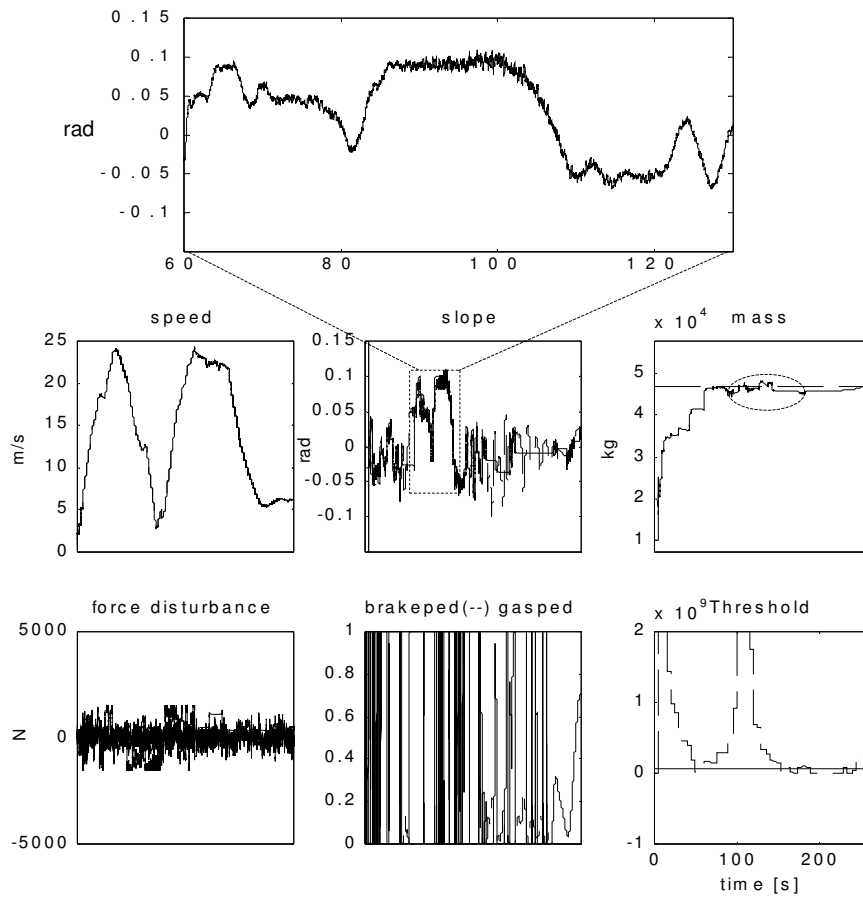 0.15
0.1
0.05
rad
0
-0.05
-0.1
60 80 100 120
speed
25
20
15
10
5
0
m/s
slope
0.15
0.1
0.05
0
-0.05
-0.1
rad
x 10^4 mass
5
4
3
2
1
kg
force disturbance
5000
0
-5000
N
brakeped(--) gasped
1
0.8
0.6
0.4
0.2
0
x 10^9 Threshold
2
1
0
-1
0 100 200
time [s]